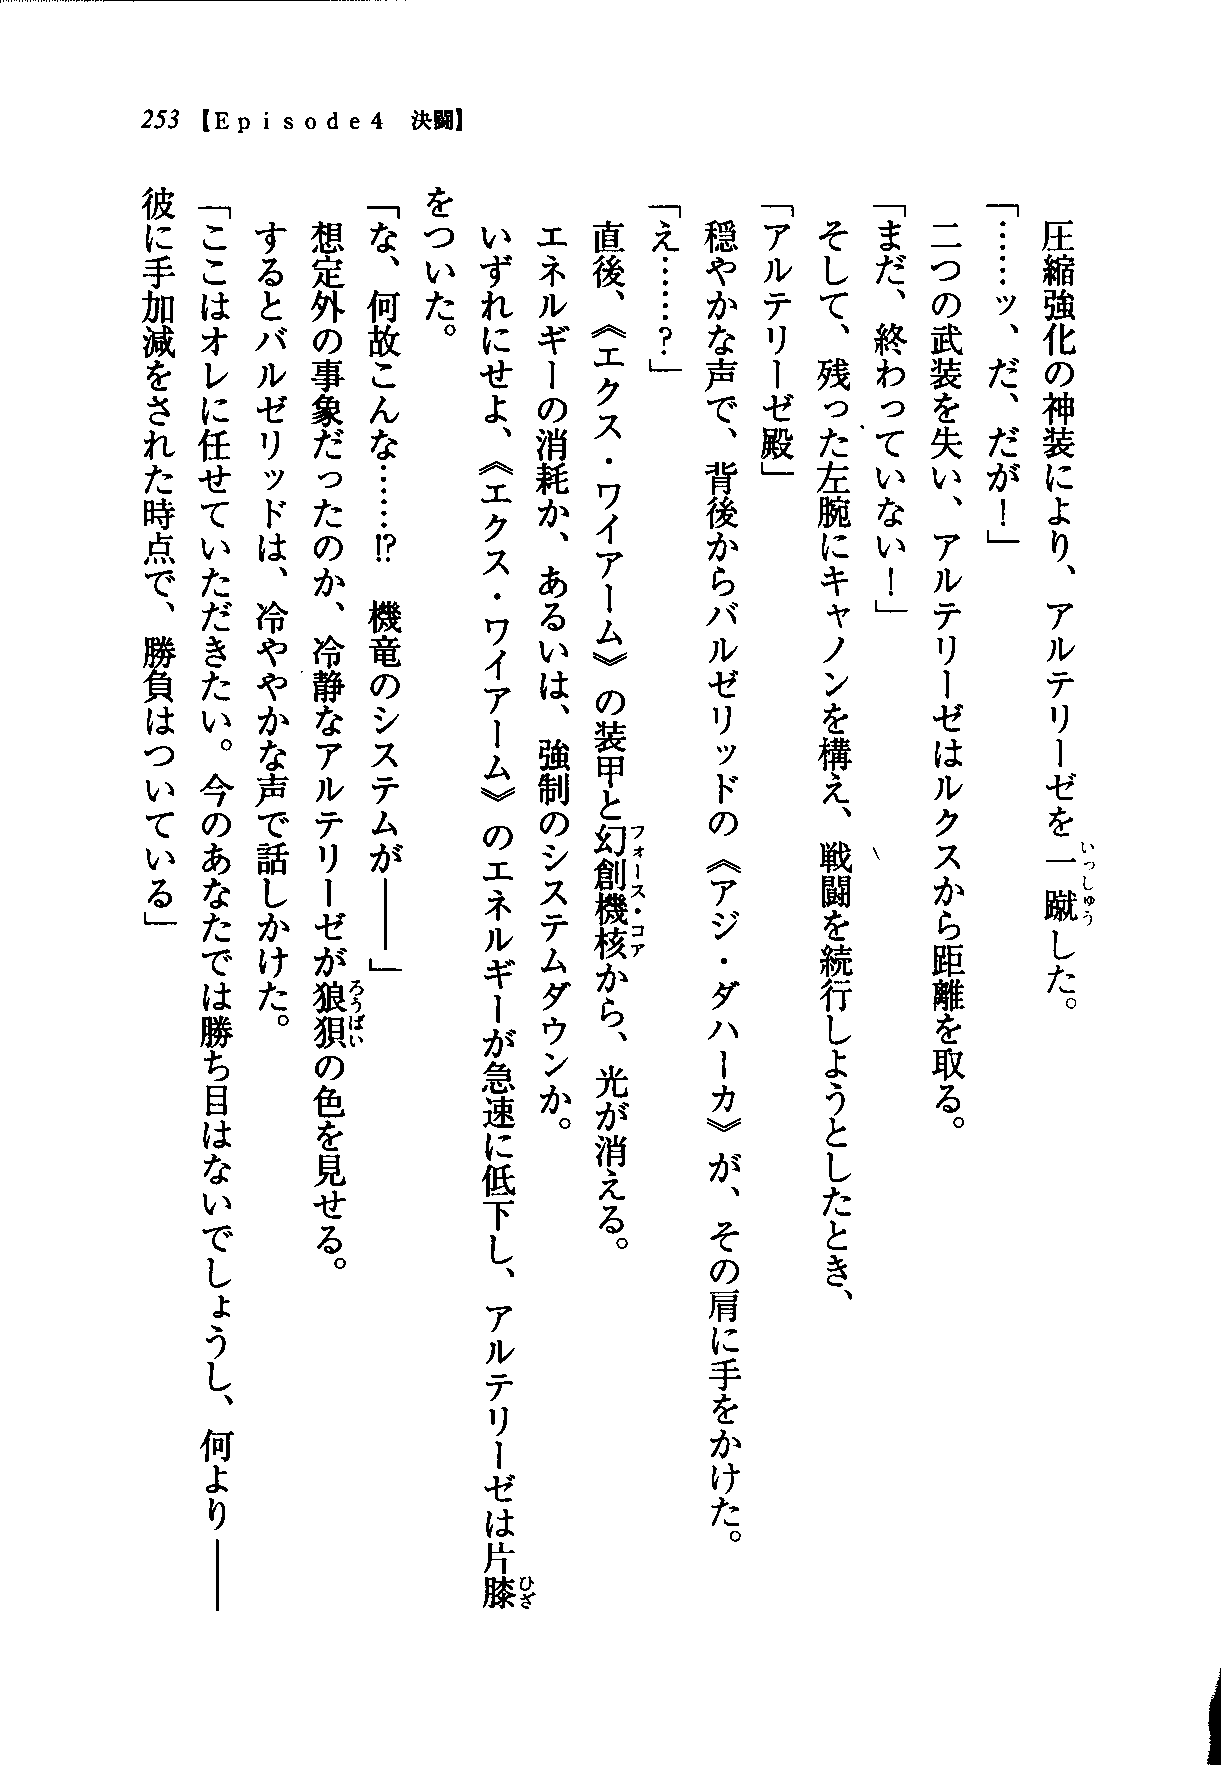 253 【Episode4　決闘】
　圧縮強化の神装により、アルテリーゼを一蹴した。
「……ッ、だ、だが！」
　二つの武装を失い、アルテリーゼはルクスから距離を取る。
「まだ、終わっていない！」
　そして、残った左腕にキャノンを構え、戦闘を続行しようとしたとき、
「アルテリーゼ殿」
　穏やかな声で、背後からバルゼリッドの《アジ・ダハーカ》が、その肩に手をかけた。
「え……？」
　直後、《エクス・ワイアーム》の装甲と幻創機核から、光が消える。
　エネルギーの消耗か、あるいは、強制のシステムダウンか。
　いずれにせよ、《エクス・ワイアーム》のエネルギーが急速に低下し、アルテリーゼは片膝
をついた。
「な、何故こんな……!?　機竜のシステムが――」
　想定外の事象だったのか、冷静なアルテリーゼが狼狽の色を見せる。
　するとバルゼリッドは、冷ややかな声で話しかけた。
「ここはオレに任せていただきたい。今のあなたでは勝ち目はないでしょうし、何より――
彼に手加減をされた時点で、勝負はついている」
いっしゅう
フォース・コア
ひざ
ろうばい